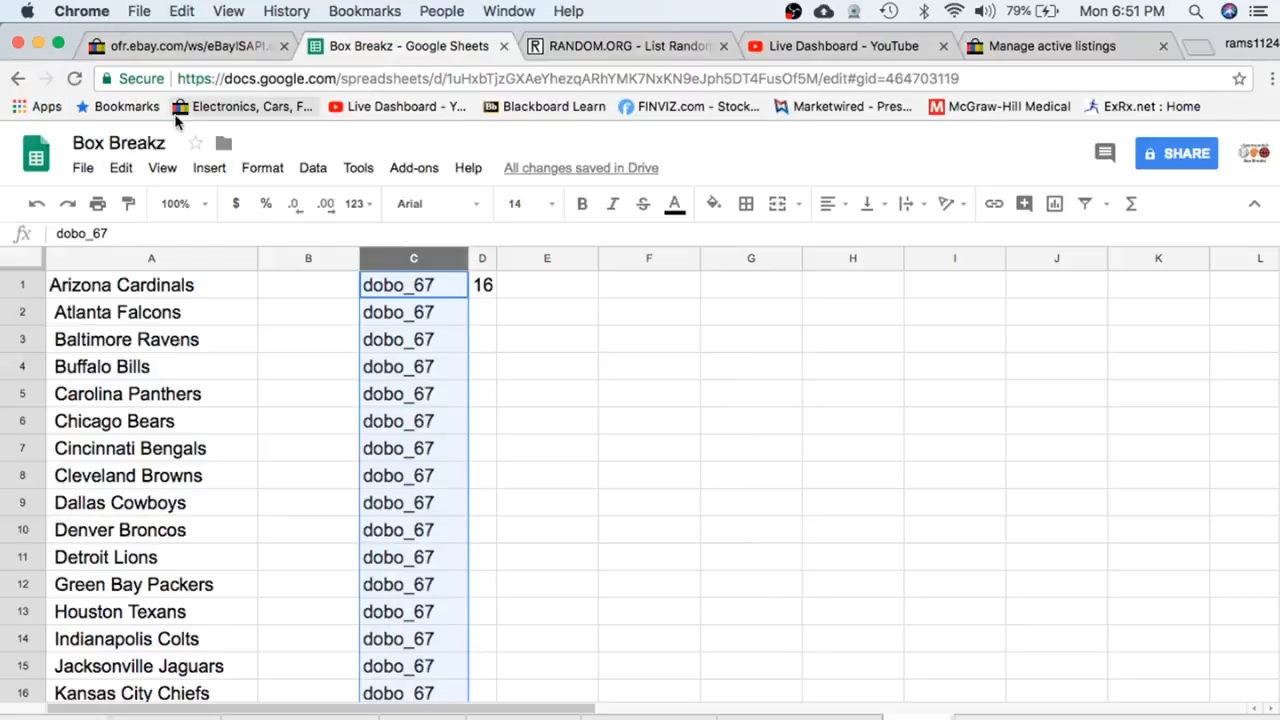 Chrome File Edit View History Bookmarks People Window Help 79% Mon 6:51 PM
ofr.ebay.com/ws/eBayISAPI. Box Breakz - Google Sheets RANDOM.ORG - List Random Live Dashboard - YouTube Manage active listings rams1124
Secure https://docs.google.com/spreadsheets/d/1uHxbTjzGXAeYhezqARhYMK7NxKN9eJph5DT4FusOf5M/edit#gid=464703119
Apps Bookmarks Electronics, Cars, F... Live Dashboard - Y... Bb Blackboard Learn FINVIZ.com - Stock... Marketwired - Pres... M McGraw-Hill Medical ExRx.net : Home
Box Breakz
File Edit View Insert Format Data Tools Add-ons Help All changes saved in Drive SHARE
100% $ % .0 .00 123 Arial 14 B I S A Σ
fx dobo_67
A B C D E F G H I J K L
1 Arizona Cardinals dobo_67 16
2 Atlanta Falcons dobo_67
3 Baltimore Ravens dobo_67
4 Buffalo Bills dobo_67
5 Carolina Panthers dobo_67
6 Chicago Bears dobo_67
7 Cincinnati Bengals dobo_67
8 Cleveland Browns dobo_67
9 Dallas Cowboys dobo_67
10 Denver Broncos dobo_67
11 Detroit Lions dobo_67
12 Green Bay Packers dobo_67
13 Houston Texans dobo_67
14 Indianapolis Colts dobo_67
15 Jacksonville Jaguars dobo_67
16 Kansas City Chiefs dobo_67